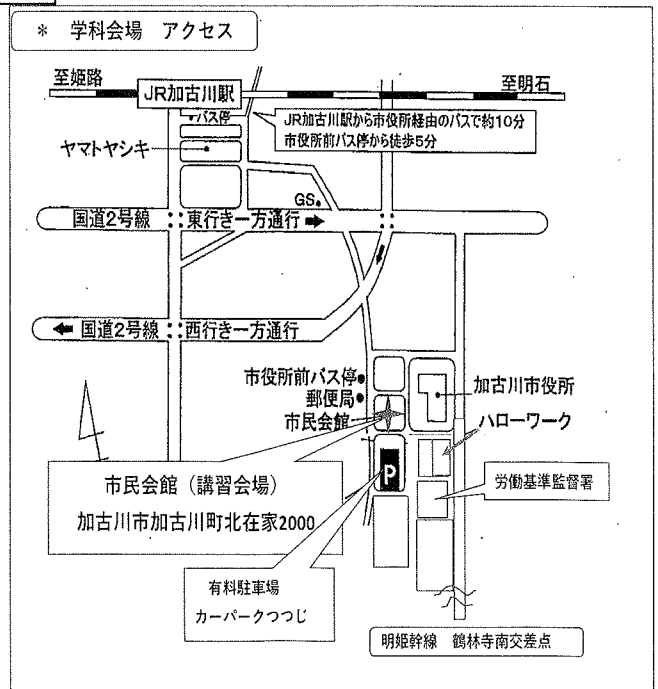 * 学科会場 アクセス
至姫路
JR加古川駅
至明石
バス停
JR加古川駅から市役所経由のバスで約10分
市役所前バス停から徒歩5分
ヤマトヤシキ
GS
国道2号線
東行き一方通行
国道2号線
西行き一方通行
市役所前バス停
郵便局
市民会館
加古川市役所
ハローワーク
労働基準監督署
P
市民会館(講習会場)
加古川市加古川町北在家2000
有料駐車場
カーパークつつじ
明姫幹線 鶴林寺南交差点